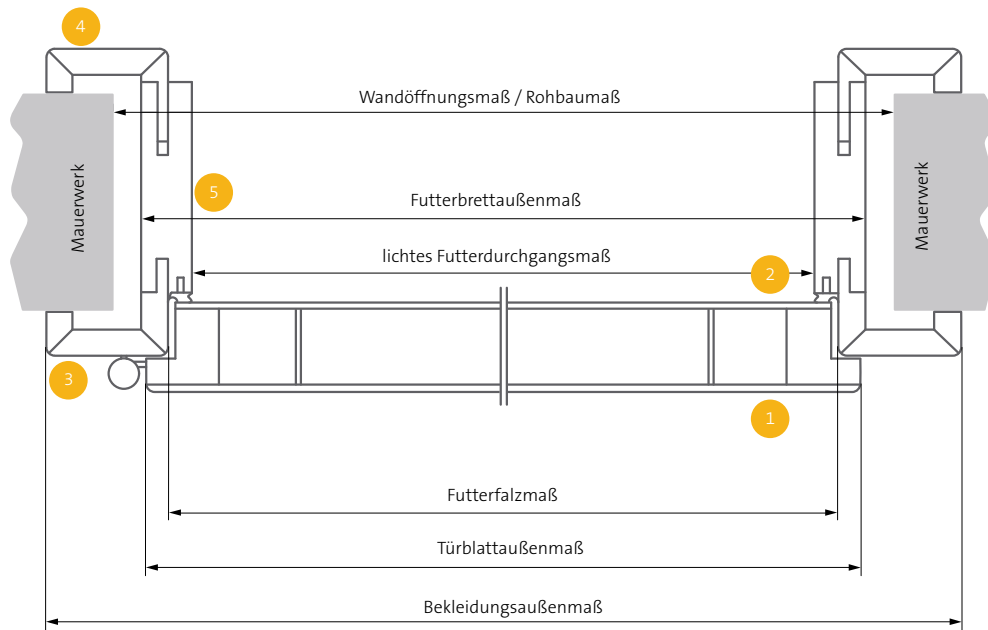 4
Wandöffnungsmaß / Rohbaumaß
Mauerwerk
Mauerwerk
5
Futterbrettaußenmaß
lichtes Futterdurchgangsmaß
2
3
1
Futterfalzmaß
Türblattaußenmaß
Bekleidungsaußenmaß